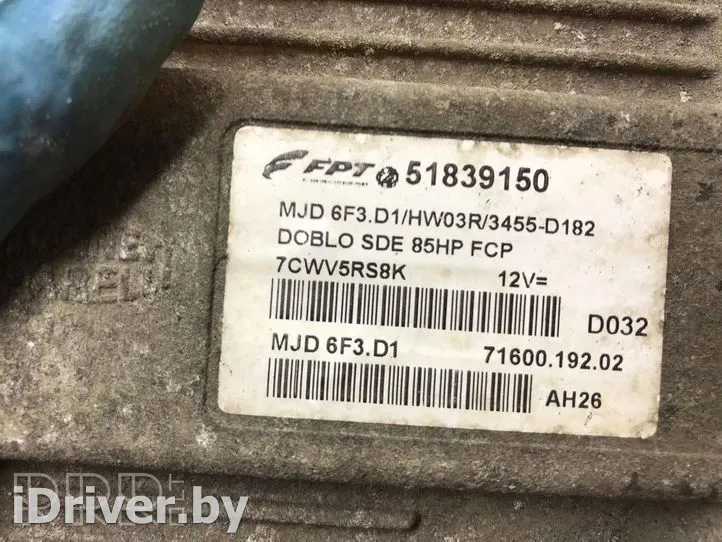 FPT 51839150
MJD 6F3.D1/HW03R/3455-D182
DOBLO SDE 85HP FCP
7CWV5RS8K 12V=
D032
MJD 6F3.D1 71600.192.02
AH26
RRR
iDriver.by